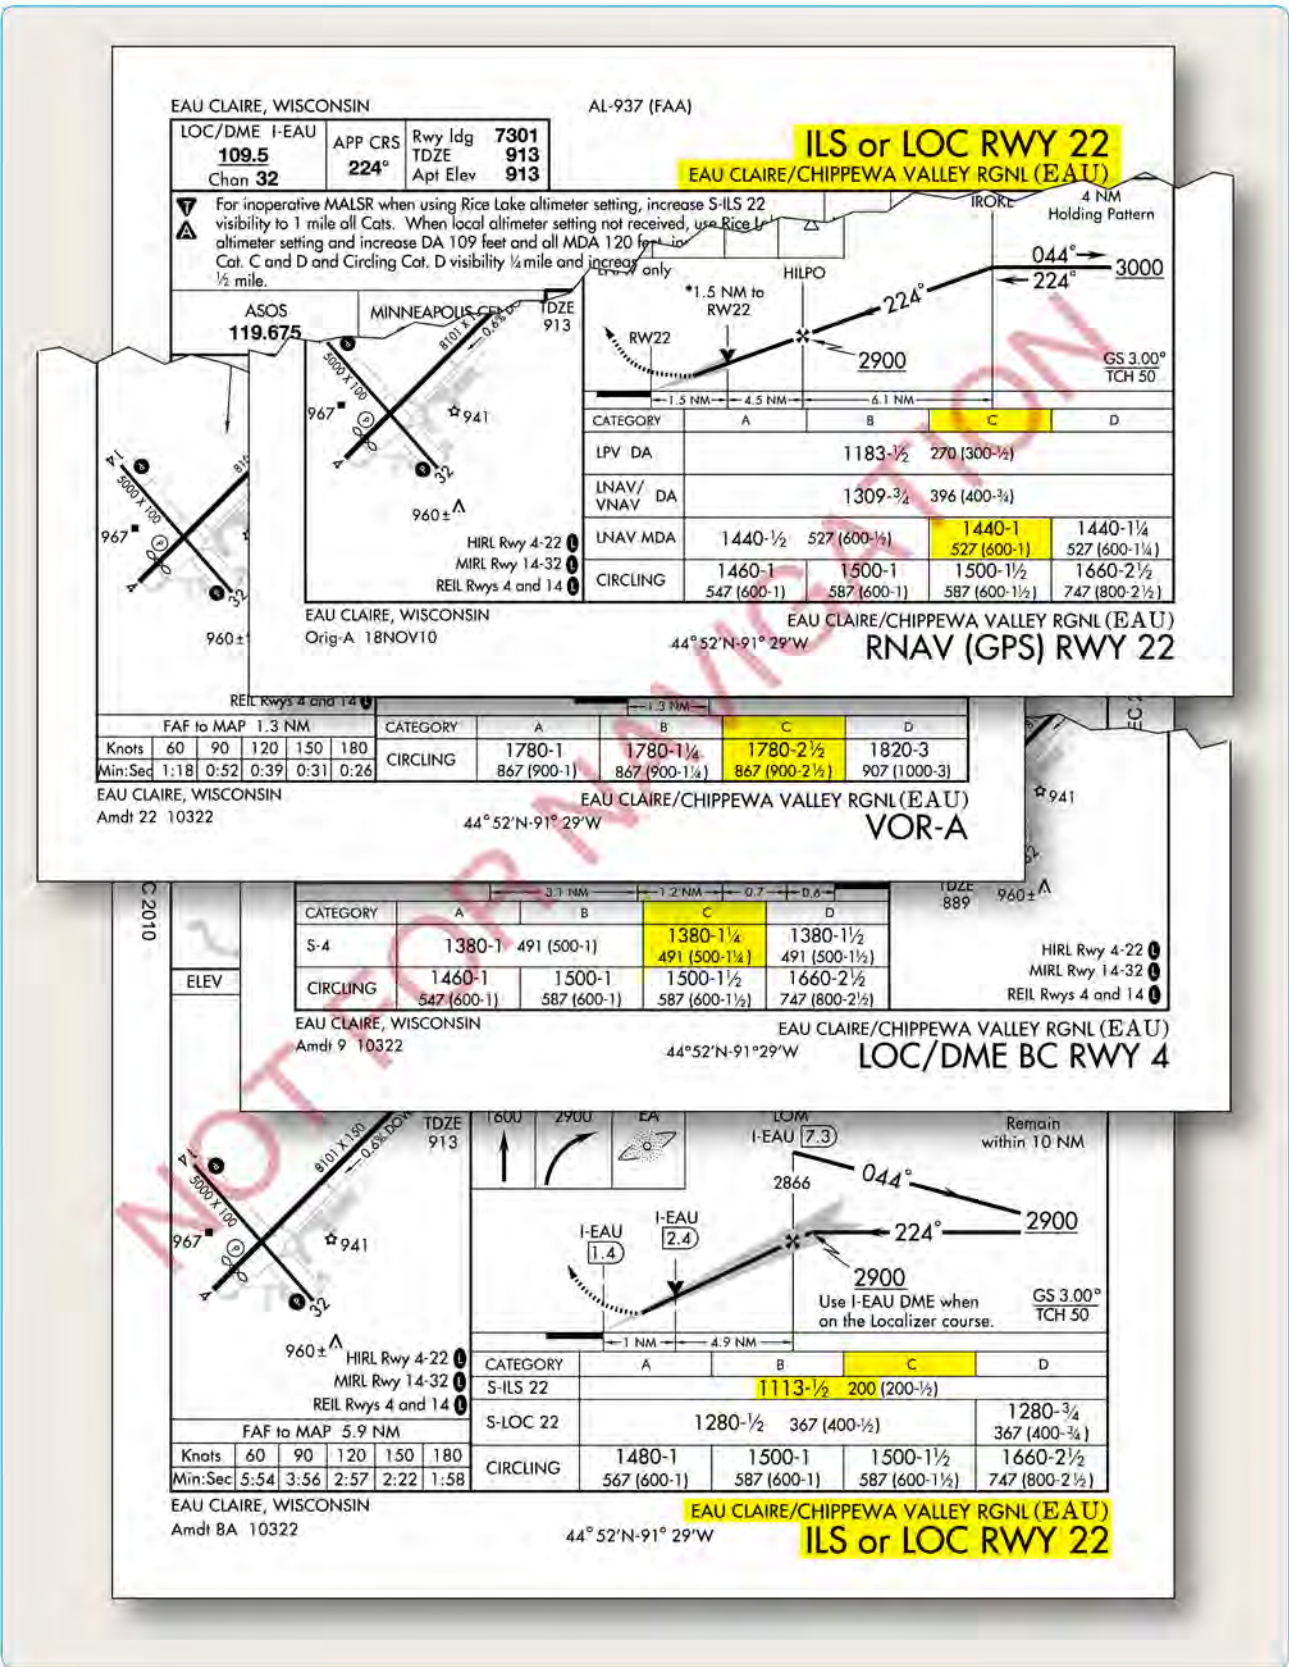 EAU CLAIRE, WISCONSIN
AL-937 (FAA)
LOC/DME I-EAU
109.5
Chan 32
APP CRS
224°
Rwy ldg 7301
TDZE 913
Apt Elev 913
ILS or LOC RWY 22
EAU CLAIRE/CHIPPEWA VALLEY RGNL (EAU)
T
A
For inoperative MALSR when using Rice Lake altimeter setting, increase S-ILS 22
visibility to 1 mile all Cats. When local altimeter setting not received, use Rice
altimeter setting and increase DA 109 feet and all MDA 120
Cat. C and D and Circling Cat. D visibility ¼ mile and
½ mile.
ASOS
119.675
MINNEAPOLIS
4 NM
Holding Pattern
only
HILPO
044°
224°
3000
*1.5 NM to
RW22
RW22
224°
2900
GS 3.00°
TCH 50
1.5 NM
4.5 NM
6.1 NM
TDZE
913
0.6%
5000 X 100
967
941
4
32
P
960±
HIRL Rwy 4-22 L
MIRL Rwy 14-32 L
REIL Rwys 4 and 14 L
CATEGORY A B C D
LPV DA 1183-½ 270 (300-½)
LNAV/
VNAV DA 1309-¾ 396 (400-¾)
LNAV MDA 1440-½ 527 (600-½) 1440-1 1440-1¼
527 (600-1) 527 (600-1¼)
CIRCLING 1460-1 1500-1 1500-1½ 1660-2½
547 (600-1) 587 (600-1) 587 (600-1½) 747 (800-2½)
EAU CLAIRE, WISCONSIN
Orig-A 18NOV10
44°52'N-91°29'W
EAU CLAIRE/CHIPPEWA VALLEY RGNL (EAU)
RNAV (GPS) RWY 22
14
P
5000 X 100
967
P
4
32
960±
REIL Rwys 4 and 14 L
1.3 NM
FAF to MAP 1.3 NM
Knots 60 90 120 150 180
Min:Sec 1:18 0:52 0:39 0:31 0:26
CATEGORY A B C D
CIRCLING 1780-1 1780-1¼ 1780-2½ 1820-3
867 (900-1) 867 (900-1¼) 867 (900-2½) 907 (1000-3)
EAU CLAIRE, WISCONSIN
Amdt 22 10322
44°52'N-91°29'W
EAU CLAIRE/CHIPPEWA VALLEY RGNL (EAU)
VOR-A
C 2010
ELEV
941
TDZE
889
960±
3.1 NM
1.2 NM
0.7
0.6
CATEGORY A B C D
S-4 1380-1 491 (500-1) 1380-1¼ 1380-1½
491 (500-1¼) 491 (500-1½)
CIRCLING 1460-1 1500-1 1500-1½ 1660-2½
547 (600-1) 587 (600-1) 587 (600-1½) 747 (800-2½)
HIRL Rwy 4-22 L
MIRL Rwy 14-32 L
REIL Rwys 4 and 14 L
EAU CLAIRE, WISCONSIN
Amdt 9 10322
44°52'N-91°29'W
EAU CLAIRE/CHIPPEWA VALLEY RGNL (EAU)
LOC/DME BC RWY 4
TDZE
913
8101 X 150
0.6% DOWN
14
5000 X 100
967
941
4
32
P
960±
HIRL Rwy 4-22 L
MIRL Rwy 14-32 L
REIL Rwys 4 and 14 L
1600
2900
EA
LOM
I-EAU 7.3
Remain
within 10 NM
2866
044°
2900
224°
I-EAU
1.4
I-EAU
2.4
2900
Use I-EAU DME when
on the Localizer course.
GS 3.00°
TCH 50
1 NM
4.9 NM
CATEGORY A B C D
S-ILS 22 1113-½ 200 (200-½)
S-LOC 22 1280-½ 367 (400-½) 1280-¾
367 (400-¾)
CIRCLING 1480-1 1500-1 1500-1½ 1660-2½
567 (600-1) 587 (600-1) 587 (600-1½) 747 (800-2½)
FAF to MAP 5.9 NM
Knots 60 90 120 150 180
Min:Sec 5:54 3:56 2:57 2:22 1:58
EAU CLAIRE, WISCONSIN
Amdt 8A 10322
44°52'N-91°29'W
EAU CLAIRE/CHIPPEWA VALLEY RGNL (EAU)
ILS or LOC RWY 22
NOT FOR NAVIGATION